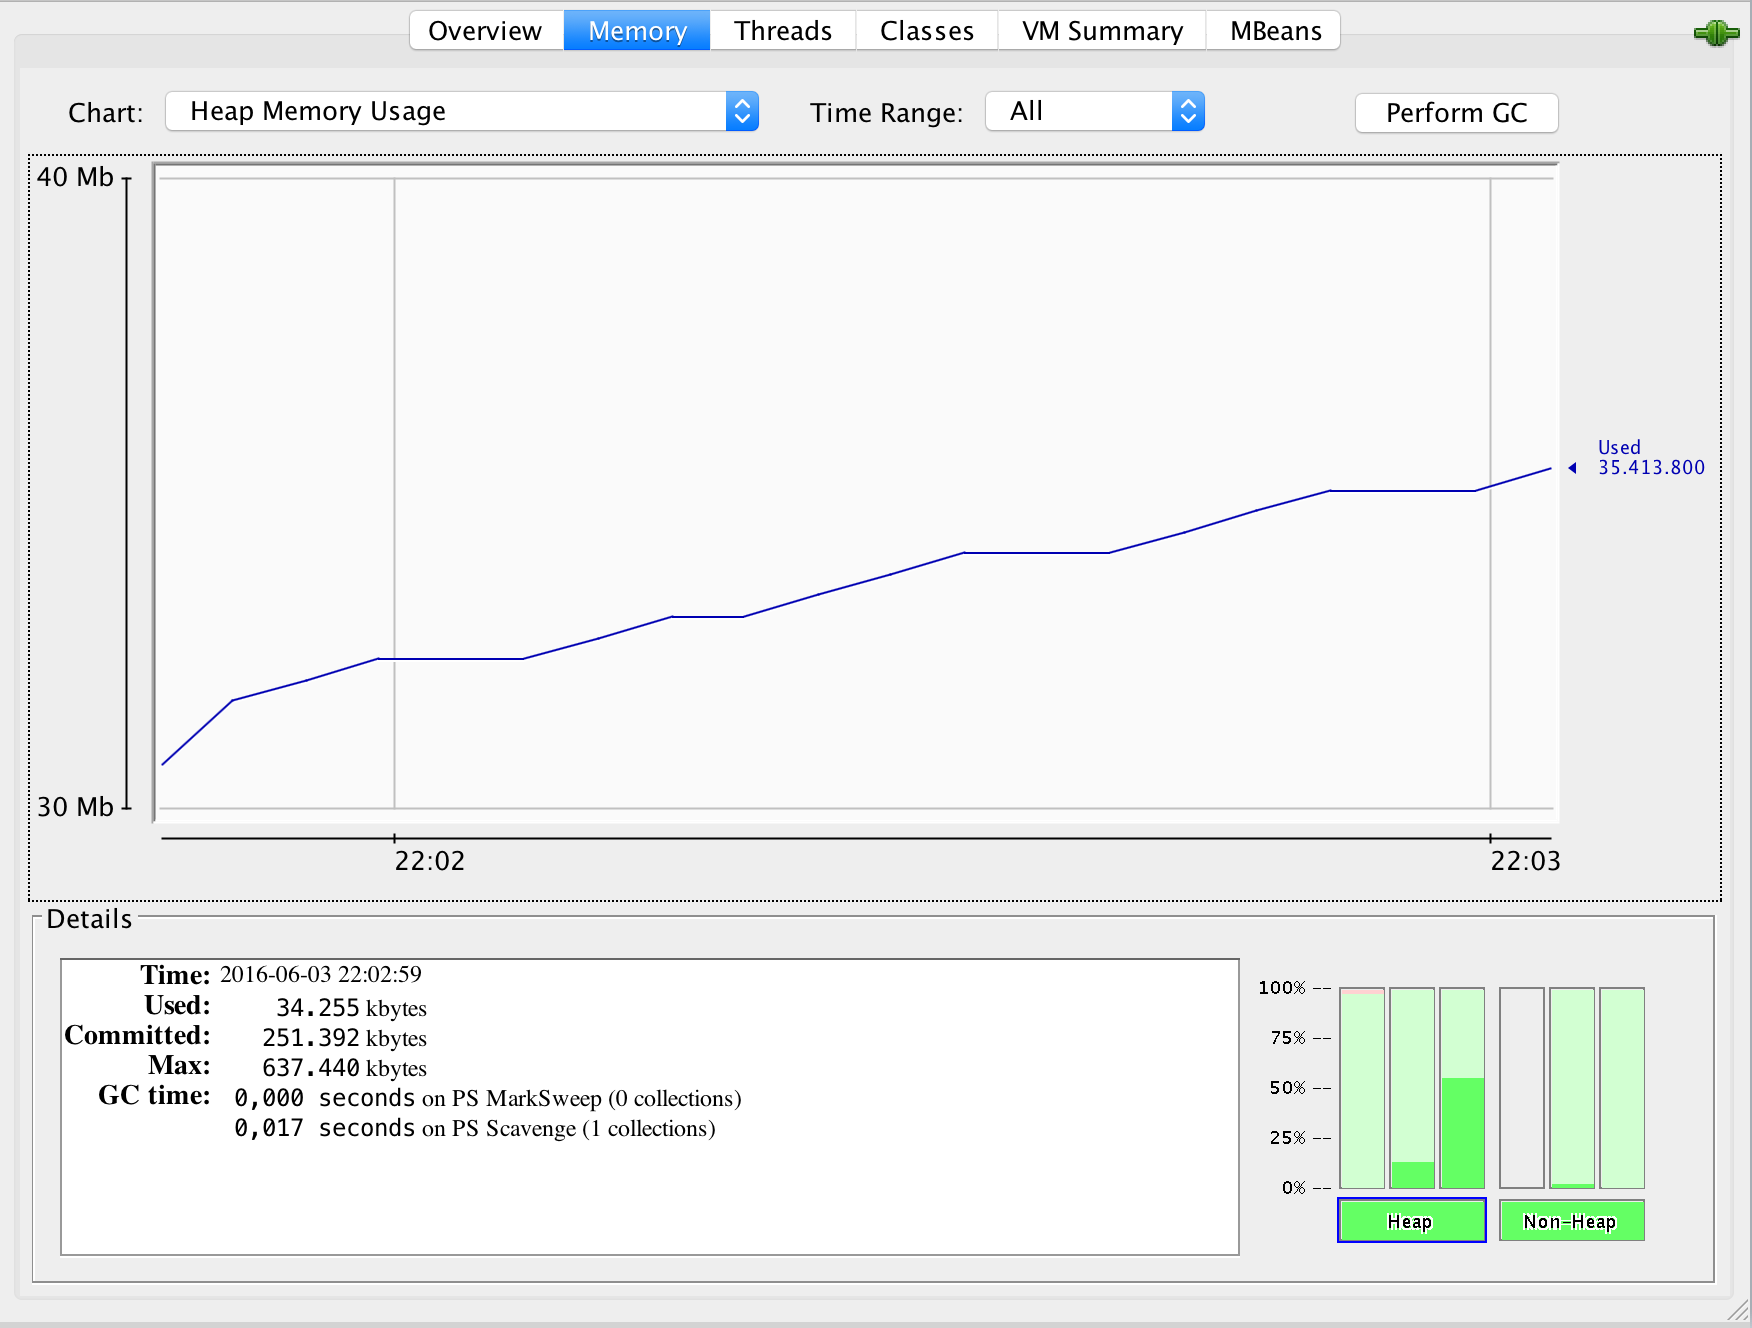 Overview Memory Threads Classes VM Summary MBeans
Chart: Heap Memory Usage Time Range: All Perform GC
40 Mb
Used
35.413.800
30 Mb
22:02 22:03
Details
Time: 2016-06-03 22:02:59
Used: 34.255 kbytes
Committed: 251.392 kbytes
Max: 637.440 kbytes
GC time: 0,000 seconds on PS MarkSweep (0 collections)
0,017 seconds on PS Scavenge (1 collections)
100% --
75% --
50% --
25% --
0% --
Heap Non-Heap